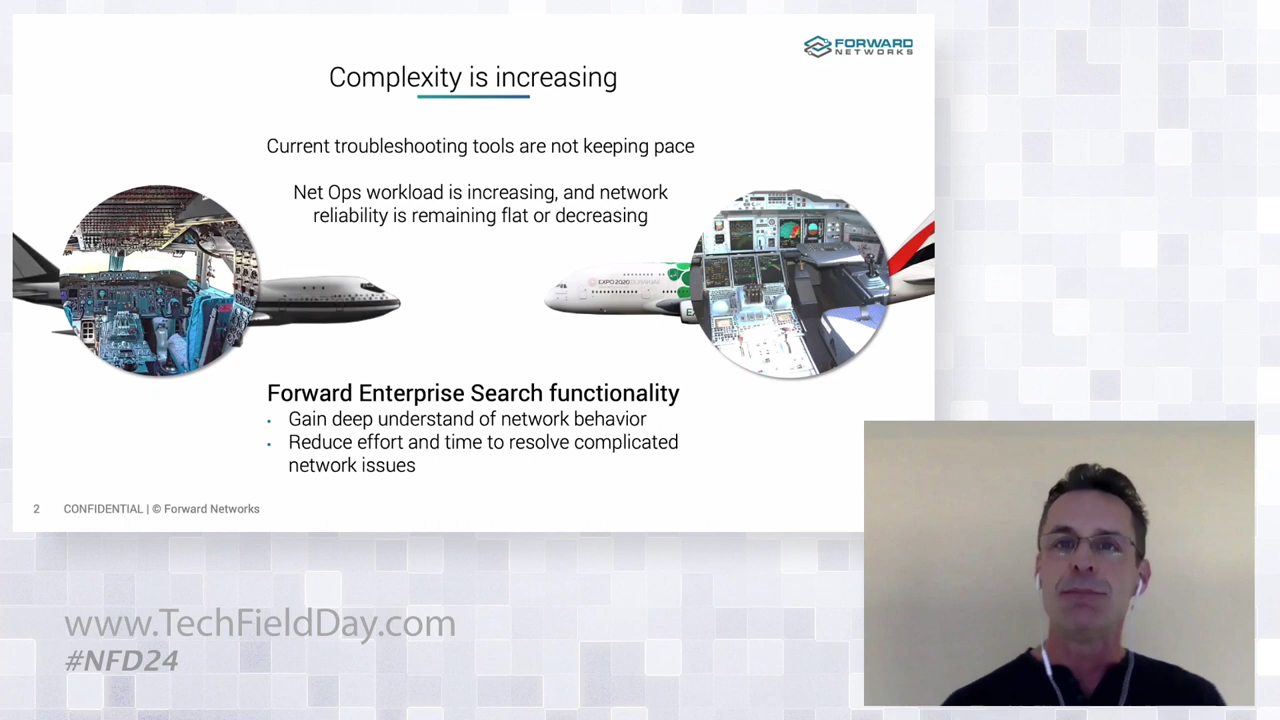 FORWARD
NETWORKS
Complexity is increasing
Current troubleshooting tools are not keeping pace
Net Ops workload is increasing, and network
reliability is remaining flat or decreasing
EXPO 2020
Forward Enterprise Search functionality
• Gain deep understand of network behavior
• Reduce effort and time to resolve complicated
network issues
2 CONFIDENTIAL | © Forward Networks
www.TechFieldDay.com
#NFD24